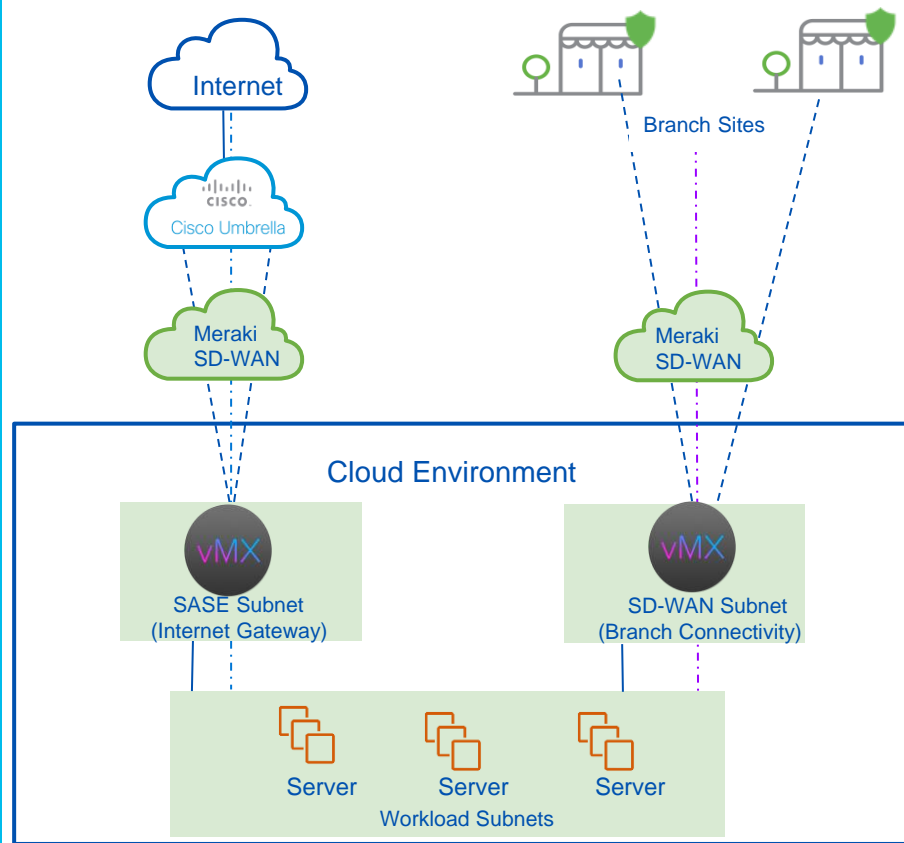 Internet
Branch Sites
CISCO
Cisco Umbrella
Meraki
SD-WAN
Meraki
SD-WAN
Cloud Environment
vMX
vMX
SASE Subnet
(Internet Gateway)
SD-WAN Subnet
(Branch Connectivity)
Server
Server
Server
Workload Subnets